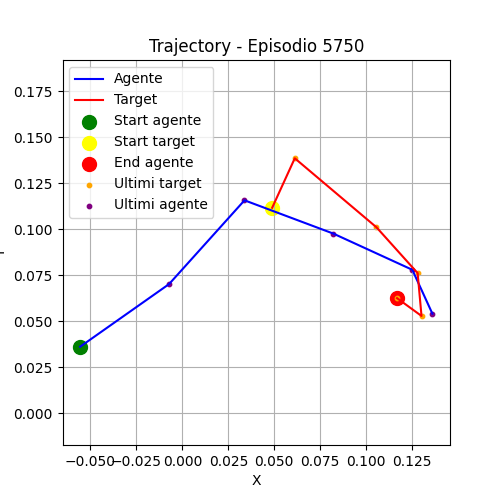 Trajectory - Episodio 5750
Agente
Target
Start agente
Start target
End agente
Ultimi target
Ultimi agente
0.175
0.150
0.125
0.100
0.075
0.050
0.025
0.000
−0.050 −0.025 0.000 0.025 0.050 0.075 0.100 0.125
X